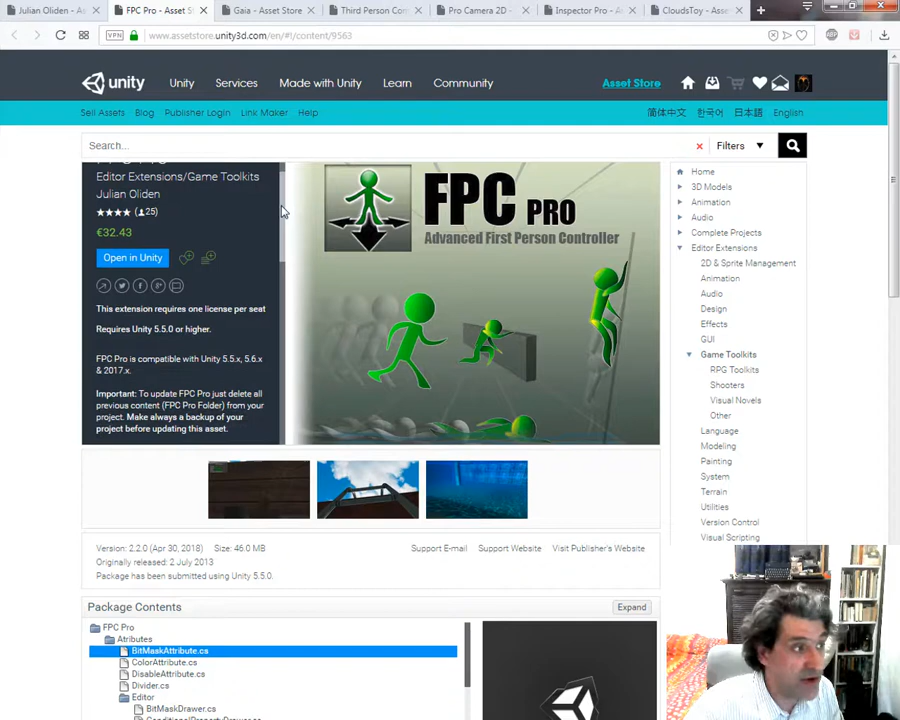 Julian Oliden - As
FPC Pro - Asset S
Gaia - Asset Store
Third Person Con
Pro Camera 2D -
Inspector Pro - As
CloudsToy - Asset
VPN
www.assetstore.unity3d.com/en/#!/content/9563
unity
Unity
Services
Made with Unity
Learn
Community
Asset Store
Sell Assets
Blog
Publisher Login
Link Maker
Help
简体中文
한국어
日本語
English
Search...
Filters
Editor Extensions/Game Toolkits
Julian Oliden
(25)
€32.43
Open in Unity
This extension requires one license per seat
Requires Unity 5.5.0 or higher.
FPC Pro is compatible with Unity 5.5.x, 5.6.x
& 2017.x.
Important: To update FPC Pro just delete all
previous content (FPC Pro Folder) from your
project. Make always a backup of your
project before updating this asset.
FPC PRO
Advanced First Person Controller
Home
3D Models
Animation
Audio
Complete Projects
Editor Extensions
2D & Sprite Management
Animation
Audio
Design
Effects
GUI
Game Toolkits
RPG Toolkits
Shooters
Visual Novels
Other
Language
Modeling
Painting
System
Terrain
Utilities
Version Control
Visual Scripting
Version: 2.2.0 (Apr 30, 2018)
Size: 46.0 MB
Support E-mail
Support Website
Visit Publisher's Website
Originally released: 2 July 2013
Package has been submitted using Unity 5.5.0.
Package Contents
Expand
FPC Pro
Atributes
BitMaskAttribute.cs
ColorAttribute.cs
DisableAttribute.cs
Divider.cs
Editor
BitMaskDrawer.cs
ConditionalPropertyDrawer.cs